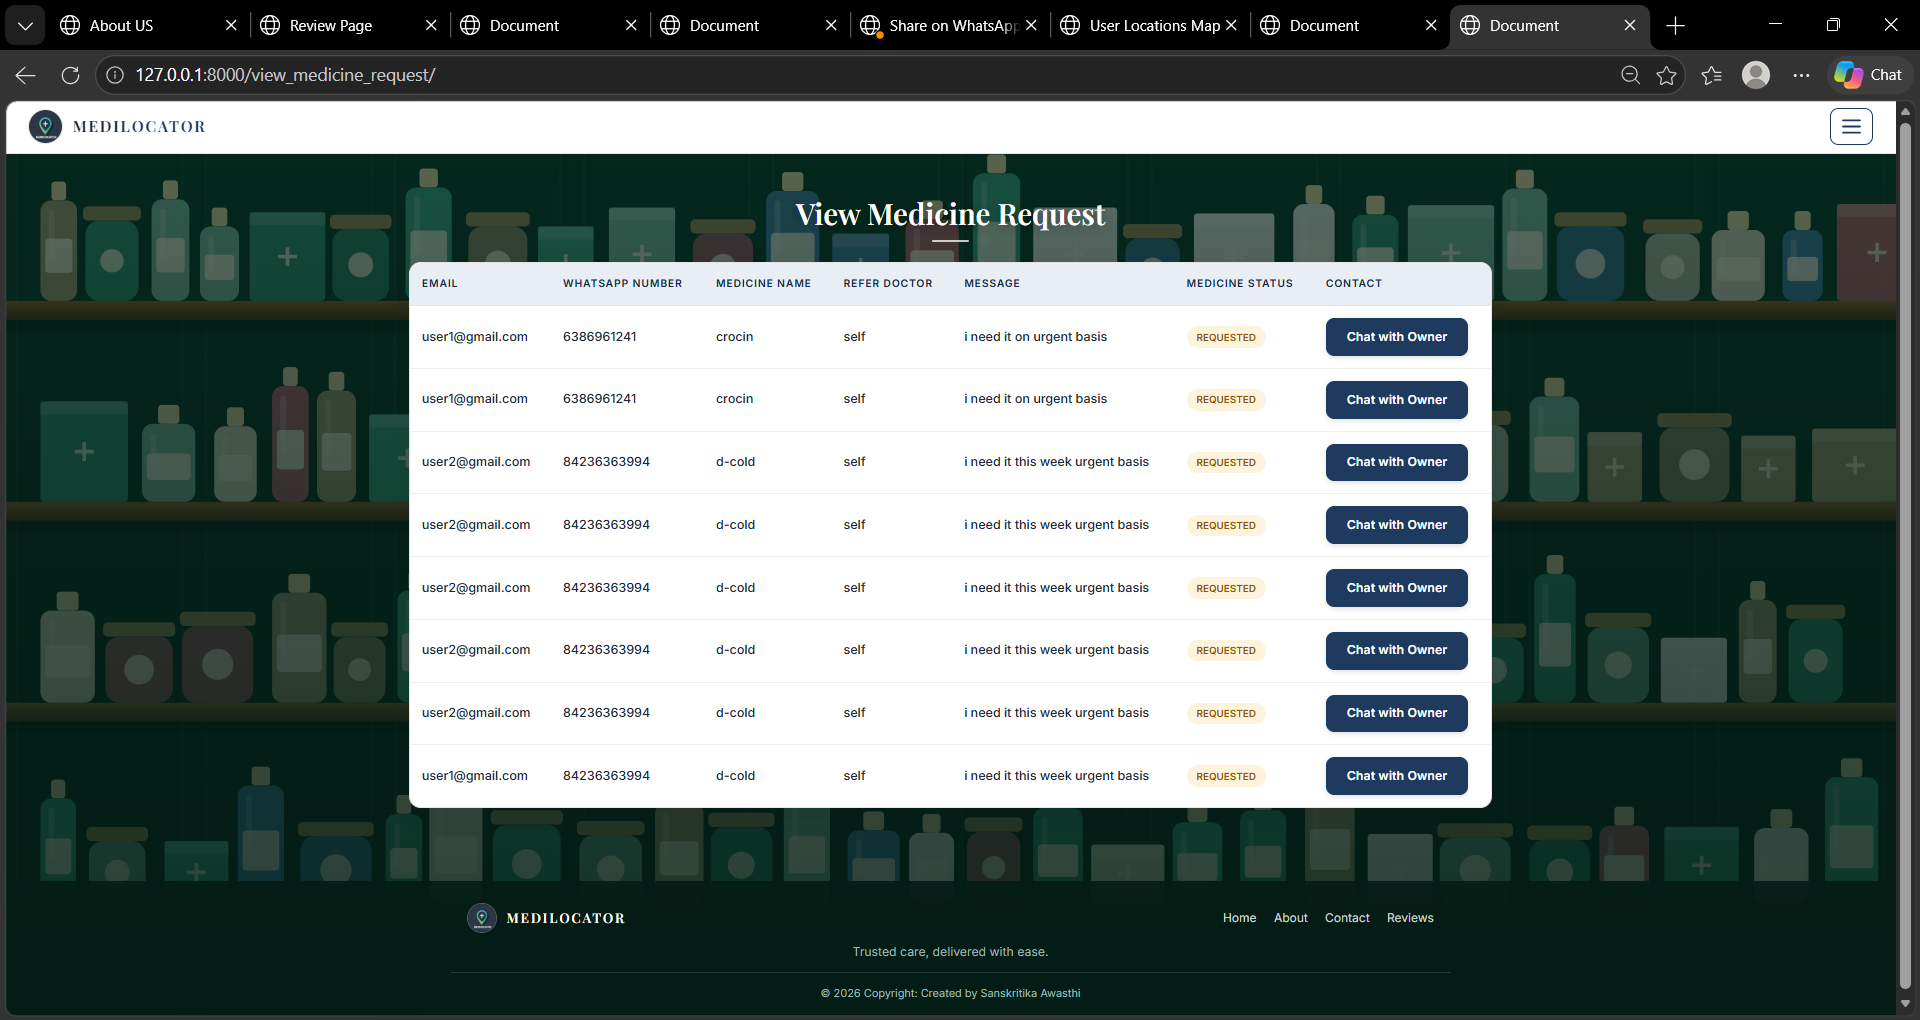 About US
Review Page
Document
Document
Share on WhatsApp
User Locations Map
Document
Document
127.0.0.1:8000/view_medicine_request/
Chat
MEDILOCATOR
View Medicine Request
EMAIL WHATSAPP NUMBER MEDICINE NAME REFER DOCTOR MESSAGE MEDICINE STATUS CONTACT
user1@gmail.com 6386961241 crocin self i need it on urgent basis REQUESTED Chat with Owner
user1@gmail.com 6386961241 crocin self i need it on urgent basis REQUESTED Chat with Owner
user2@gmail.com 84236363994 d-cold self i need it this week urgent basis REQUESTED Chat with Owner
user2@gmail.com 84236363994 d-cold self i need it this week urgent basis REQUESTED Chat with Owner
user2@gmail.com 84236363994 d-cold self i need it this week urgent basis REQUESTED Chat with Owner
user2@gmail.com 84236363994 d-cold self i need it this week urgent basis REQUESTED Chat with Owner
user2@gmail.com 84236363994 d-cold self i need it this week urgent basis REQUESTED Chat with Owner
user1@gmail.com 84236363994 d-cold self i need it this week urgent basis REQUESTED Chat with Owner
MEDILOCATOR
Home About Contact Reviews
Trusted care, delivered with ease.
© 2026 Copyright: Created by Sanskritika Awasthi